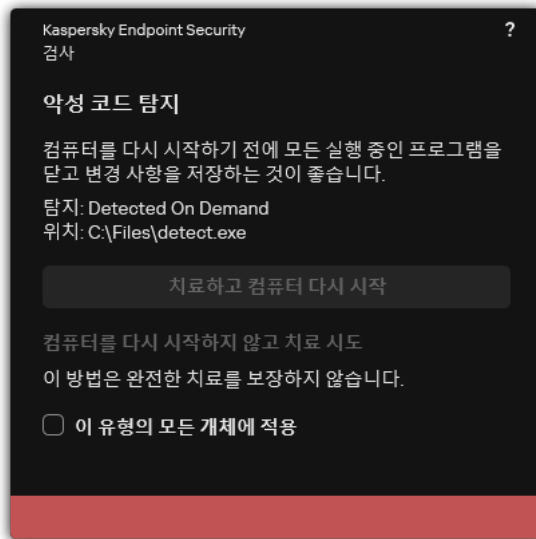 Kaspersky Endpoint Security
?
검사
악성 코드 탐지
컴퓨터를 다시 시작하기 전에 모든 실행 중인 프로그램을
닫고 변경 사항을 저장하는 것이 좋습니다.
탐지: Detected On Demand
위치: C:\Files\detect.exe
치료하고 컴퓨터 다시 시작
컴퓨터를 다시 시작하지 않고 치료 시도
이 방법은 완전한 치료를 보장하지 않습니다.
이 유형의 모든 개체에 적용